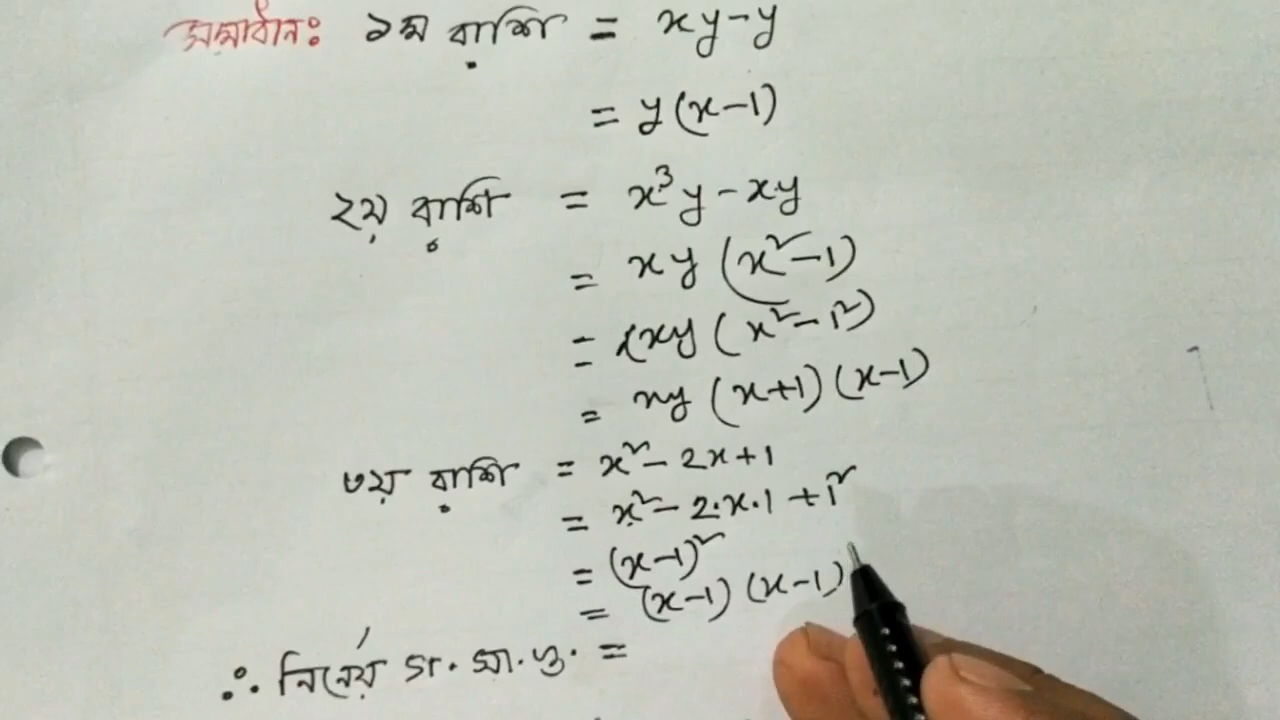 সমাধানঃ ১ম রাশি = xy-y
= y(x-1)
২য় রাশি = x³y-xy
= xy(x²-1)
= xy(x²-1²)
= xy(x+1)(x-1)
৩য় রাশি = x²-2x+1
= x²-2.x.1+1²
= (x-1)²
= (x-1)(x-1)
∴ নির্নেয় গ.সা.গু. =